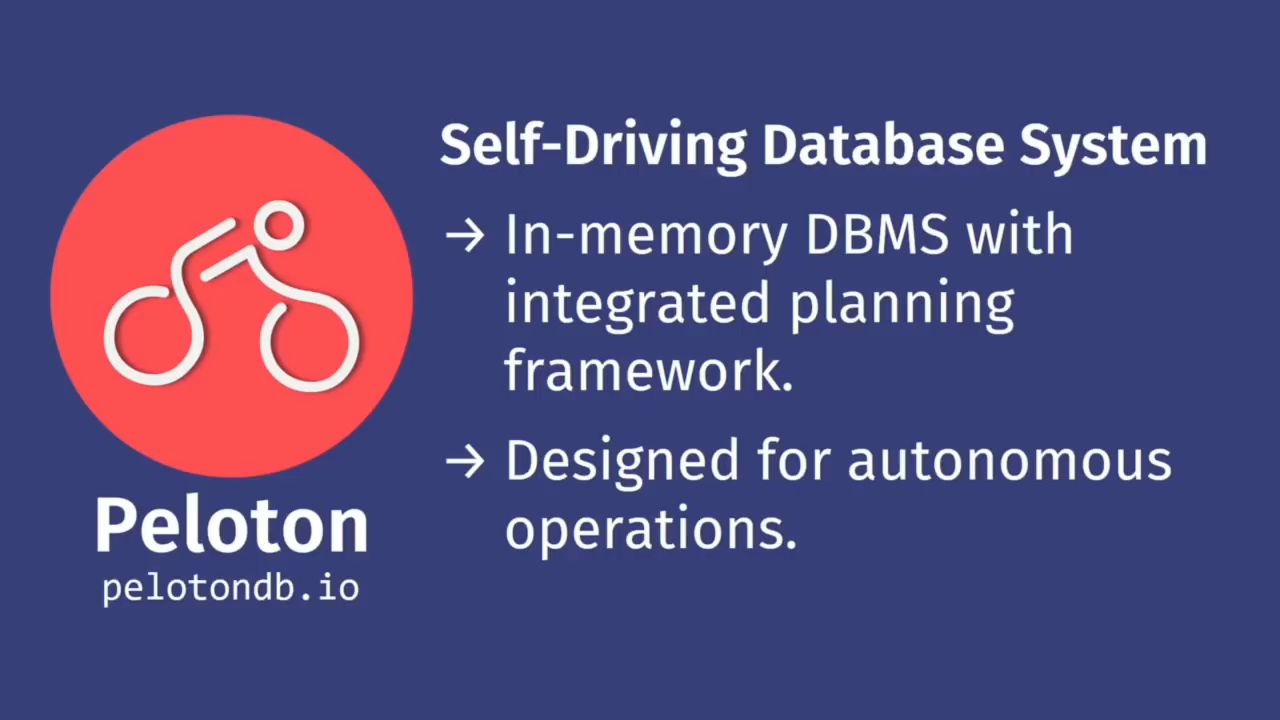 Self-Driving Database System
→ In-memory DBMS with
integrated planning
framework.
→ Designed for autonomous
operations.
Peloton
pelotondb.io